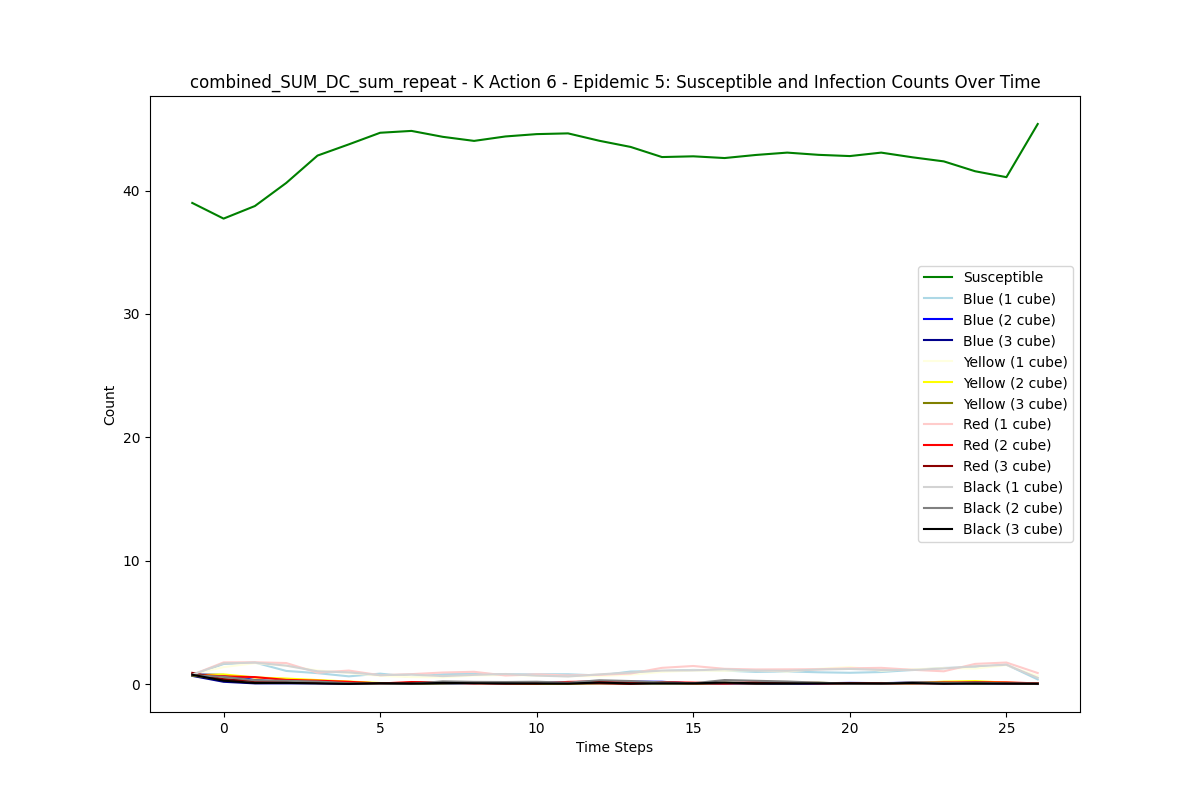 combined_SUM_DC_sum_repeat - K Action 6 - Epidemic 5: Susceptible and Infection Counts Over Time
40
30
20
10
0
Count
Susceptible
Blue (1 cube)
Blue (2 cube)
Blue (3 cube)
Yellow (1 cube)
Yellow (2 cube)
Yellow (3 cube)
Red (1 cube)
Red (2 cube)
Red (3 cube)
Black (1 cube)
Black (2 cube)
Black (3 cube)
0 5 10 15 20 25
Time Steps